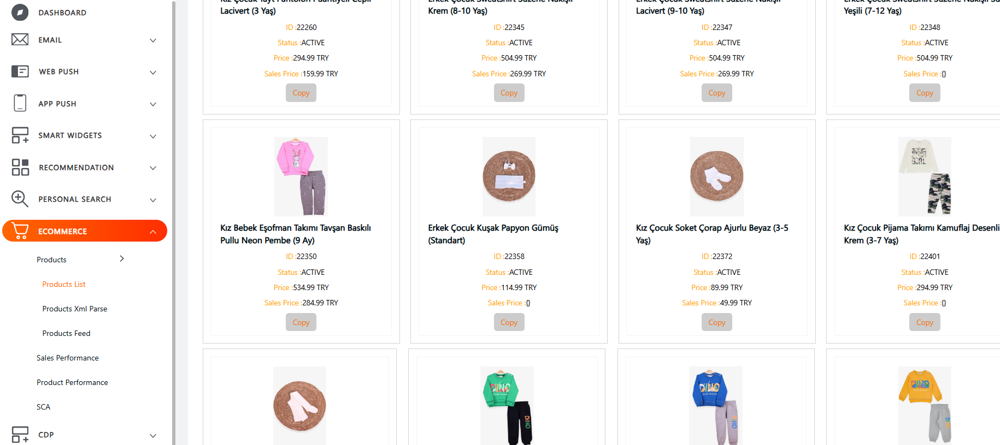 DASHBOARD
EMAIL
WEB PUSH
APP PUSH
SMART WIDGETS
RECOMMENDATION
PERSONAL SEARCH
ECOMMERCE
Products
Products List
Products Xml Parse
Products Feed
Sales Performance
Product Performance
SCA
CDP
Lacivert (3 Yaş)
ID :22260
Status :ACTIVE
Price :294.99 TRY
Sales Price :159.99 TRY
Copy
Krem (8-10 Yaş)
ID :22345
Status :ACTIVE
Price :504.99 TRY
Sales Price :269.99 TRY
Copy
Lacivert (9-10 Yaş)
ID :22347
Status :ACTIVE
Price :504.99 TRY
Sales Price :269.99 TRY
Copy
Yeşili (7-12 Yaş)
ID :22348
Status :ACTIVE
Price :504.99 TRY
Sales Price :{}
Copy
Kız Bebek Eşofman Takımı Tavşan Baskılı
Pullu Neon Pembe (9 Ay)
ID :22350
Status :ACTIVE
Price :534.99 TRY
Sales Price :284.99 TRY
Copy
Erkek Çocuk Kuşak Papyon Gümüş
(Standart)
ID :22358
Status :ACTIVE
Price :114.99 TRY
Sales Price :{}
Copy
Kız Çocuk Soket Çorap Ajurlu Beyaz (3-5
Yaş)
ID :22372
Status :ACTIVE
Price :89.99 TRY
Sales Price :49.99 TRY
Copy
GIRL
Kız Çocuk Pijama Takımı Kamuflaj Desenli
Krem (3-7 Yaş)
ID :22401
Status :ACTIVE
Price :294.99 TRY
Sales Price :{}
Copy
DINO
DINO
DINO
DINO
DINO